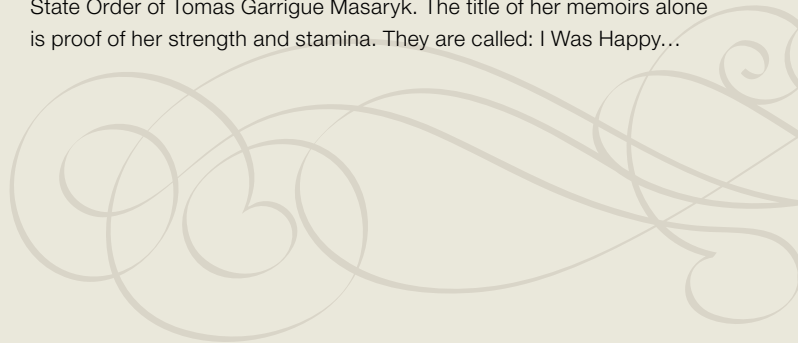 State Order of Tomas Garrigue Masaryk. The title of her memoirs alone
is proof of her strength and stamina. They are called: I Was Happy…